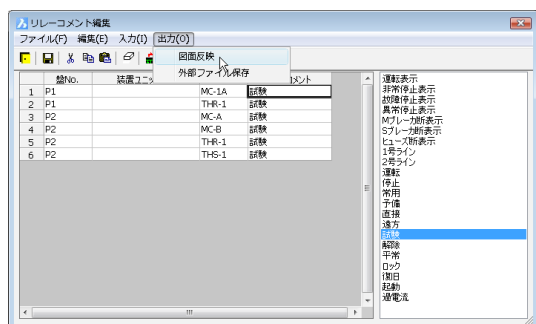 リレーコメント編集
ファイル(F) 編集(E) 入力(I) 出力(O)
図面反映
外部ファイル保存
盤No. 装置ユニッ コメント
1 P1 MC-1A 試験
2 P1 THR-1 試験
3 P2 MC-A 試験
4 P2 MC-B 試験
5 P2 THR-1 試験
6 P2 THS-1 試験
運転表示
非常停止表示
故障停止表示
異常停止表示
Mブレーカ断表示
Sブレーカ断表示
ヒューズ断表示
1号ライン
2号ライン
運転
停止
常用
予備
直接
遠方
試験
解除
平常
ロック
復旧
起動
過電流